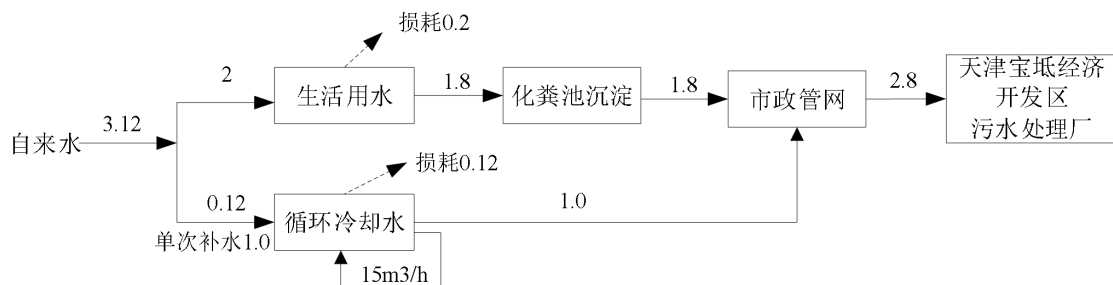 损耗0.2
2
生活用水
1.8
化粪池沉淀
1.8
市政管网
2.8
天津宝坻经济
开发区
污水处理厂
自来水
3.12
损耗0.12
0.12
单次补水1.0
循环冷却水
1.0
15m3/h